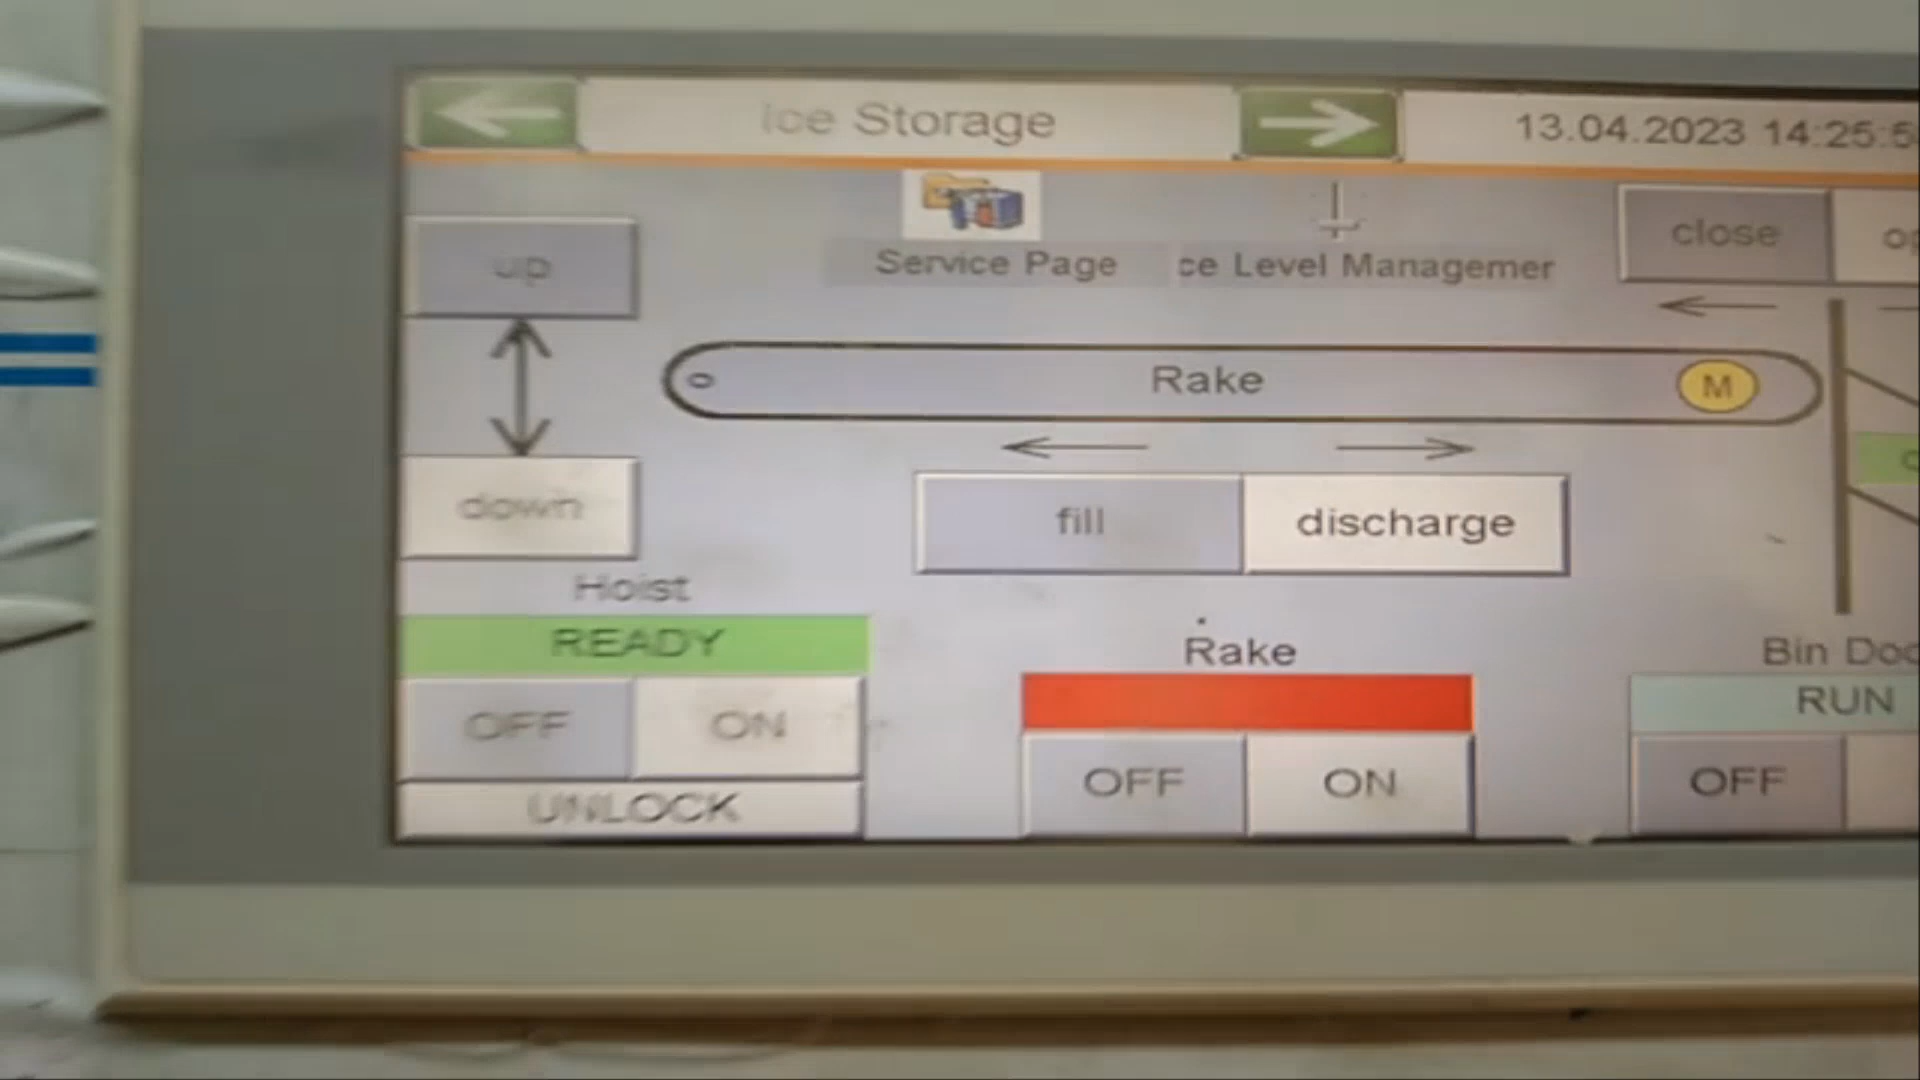 Ice Storage
13.04.2023 14:25:5
up
Service Page
ce Level Managemer
close
op
Rake
M
down
fill
discharge
Hoist
READY
OFF
ON
UNLOCK
Rake
OFF
ON
Bin Doo
RUN
OFF